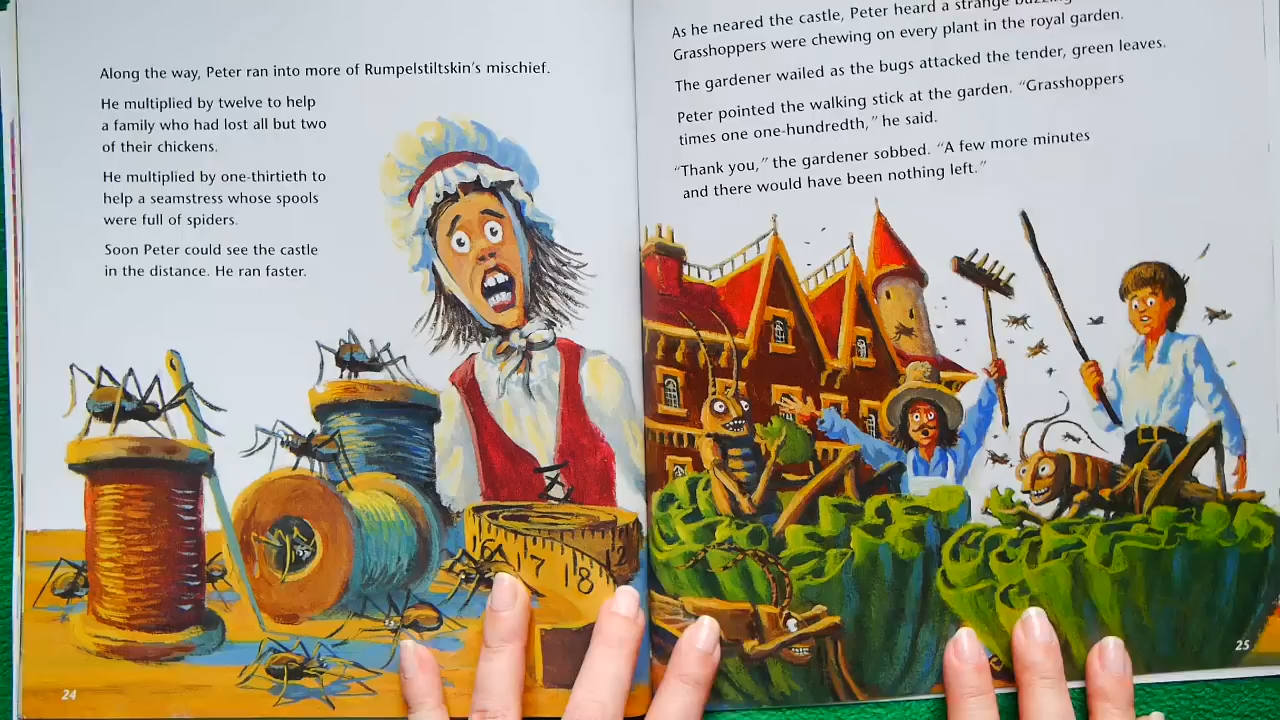 Along the way, Peter ran into more of Rumpelstiltskin's mischief.
He multiplied by twelve to help
a family who had lost all but two
of their chickens.
He multiplied by one-thirtieth to
help a seamstress whose spools
were full of spiders.
Soon Peter could see the castle
in the distance. He ran faster.
6 7 8 2
24
As he neared the castle, Peter heard a strange
Grasshoppers were chewing on every plant in the royal garden.
The gardener wailed as the bugs attacked the tender, green leaves.
Peter pointed the walking stick at the garden. "Grasshoppers
times one one-hundredth," he said.
"Thank you," the gardener sobbed. "A few more minutes
and there would have been nothing left."
25